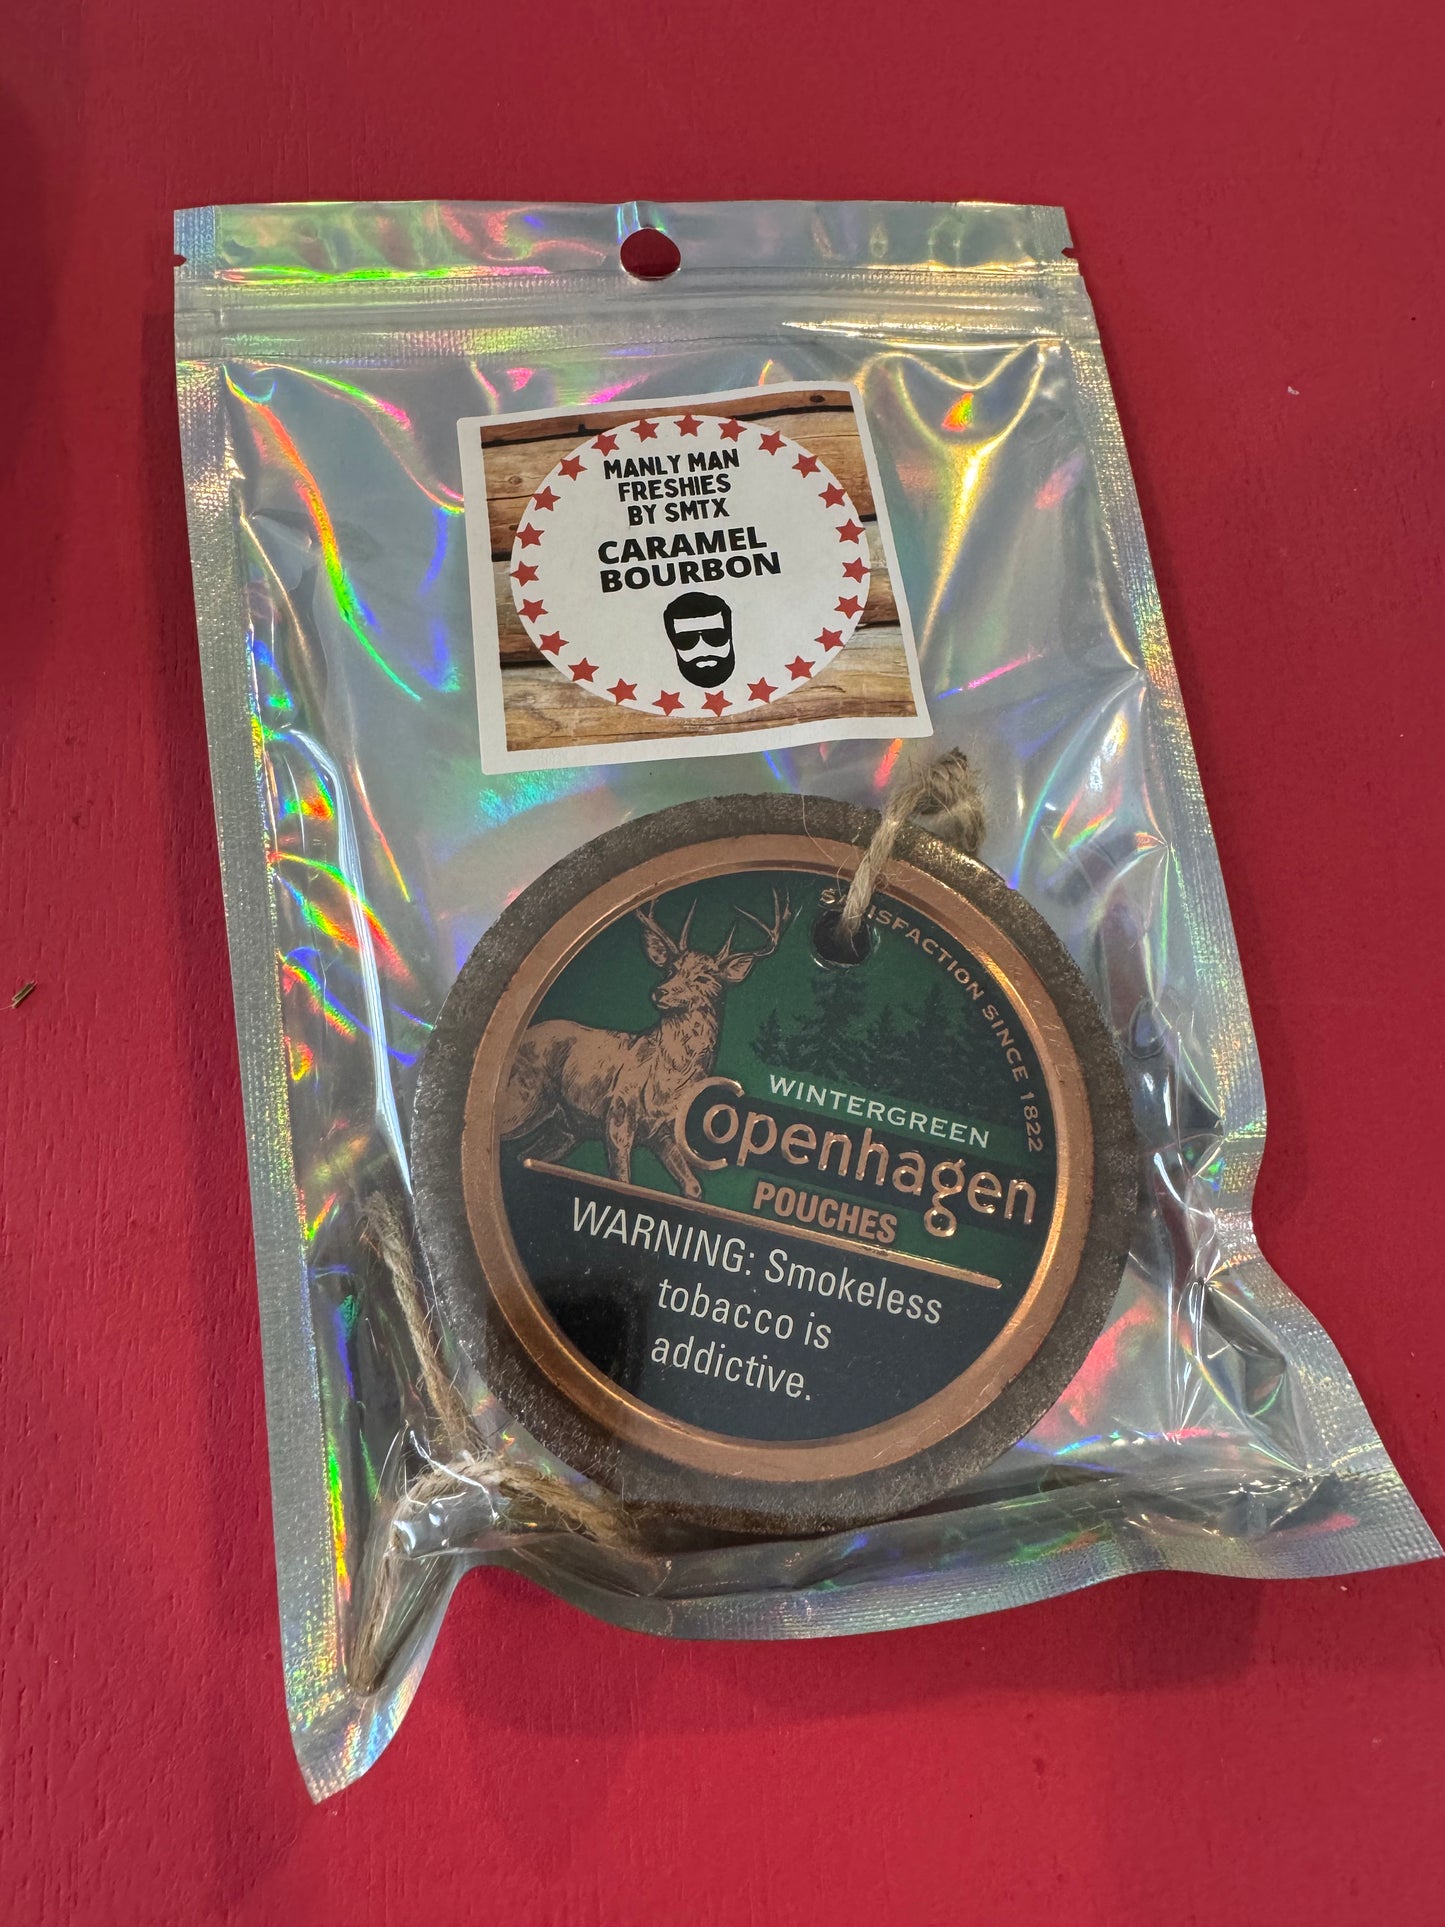 MANLY MAN
FRESHIES
BY SMTX
CARAMEL
BOURBON
SATISFACTION SINCE 1822
WINTERGREEN
Copenhagen
POUCHES
WARNING: Smokeless
tobacco is
addictive.